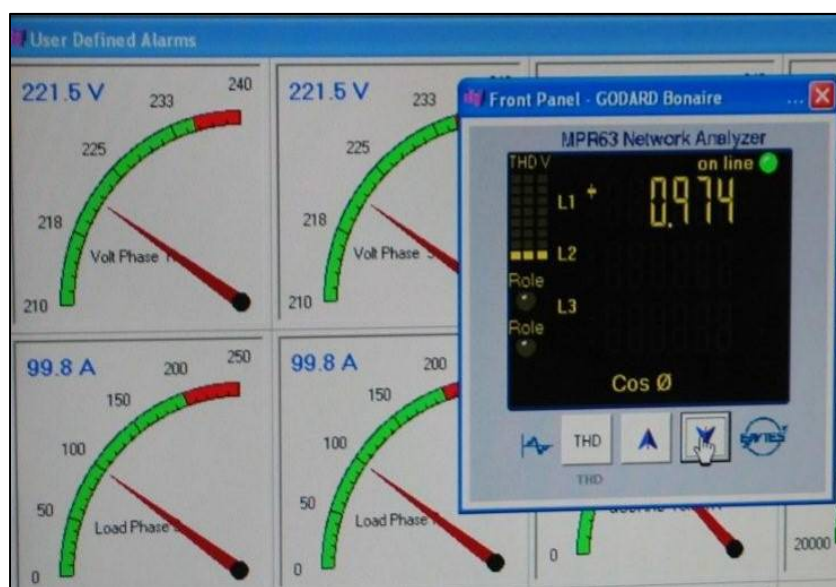 User Defined Alarms
221.5 V
240
233
225
218
210
Volt Phase
221.5 V
233
225
218
210
Volt Phase
99.8 A
250
200
150
100
50
0
Load Phase
99.8 A
200
150
100
50
0
Load Phase
0
20000
Front Panel - GODARD Bonaire
MPR63 Network Analyzer
THD V
on line
L1
+ 0.974
L2
Role
L3
Role
Cos Ø
THD
THD
ENTES